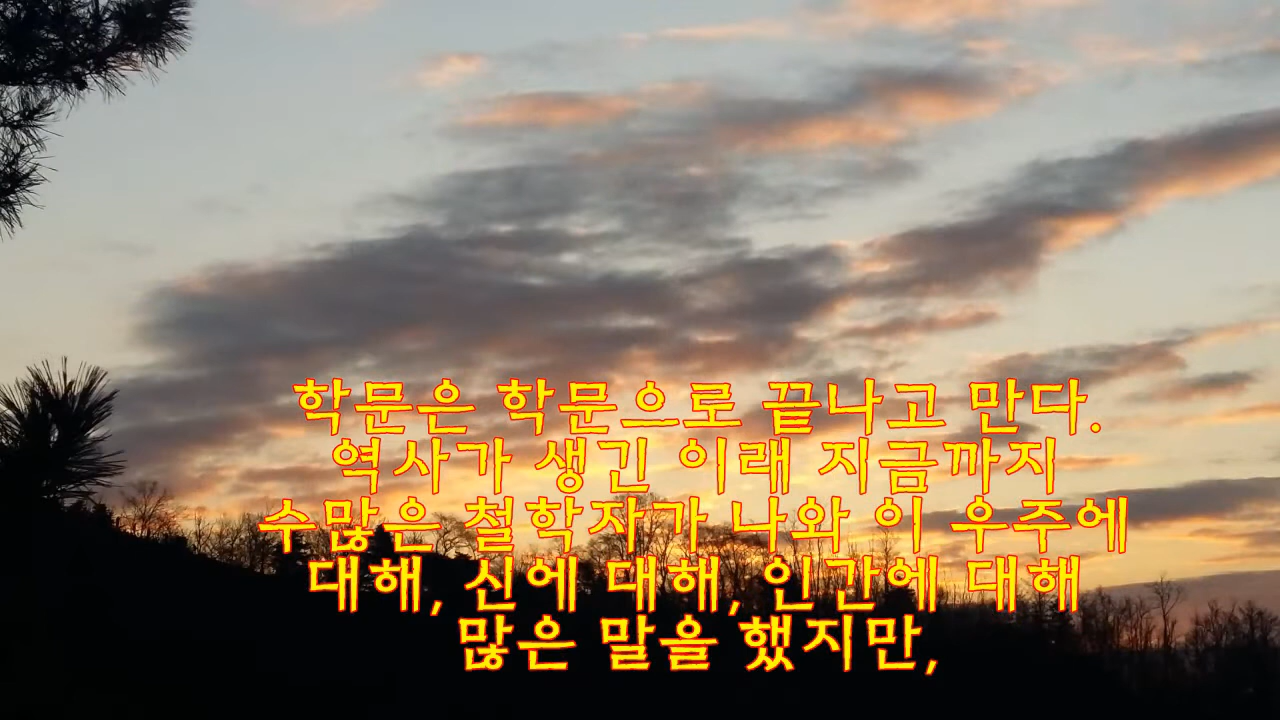 학문은 학문으로 끝나고 만다.
역사가 생긴 이래 지금까지
수많은 철학자가 나와 이 우주에
대해, 신에 대해, 인간에 대해
많은 말을 했지만,